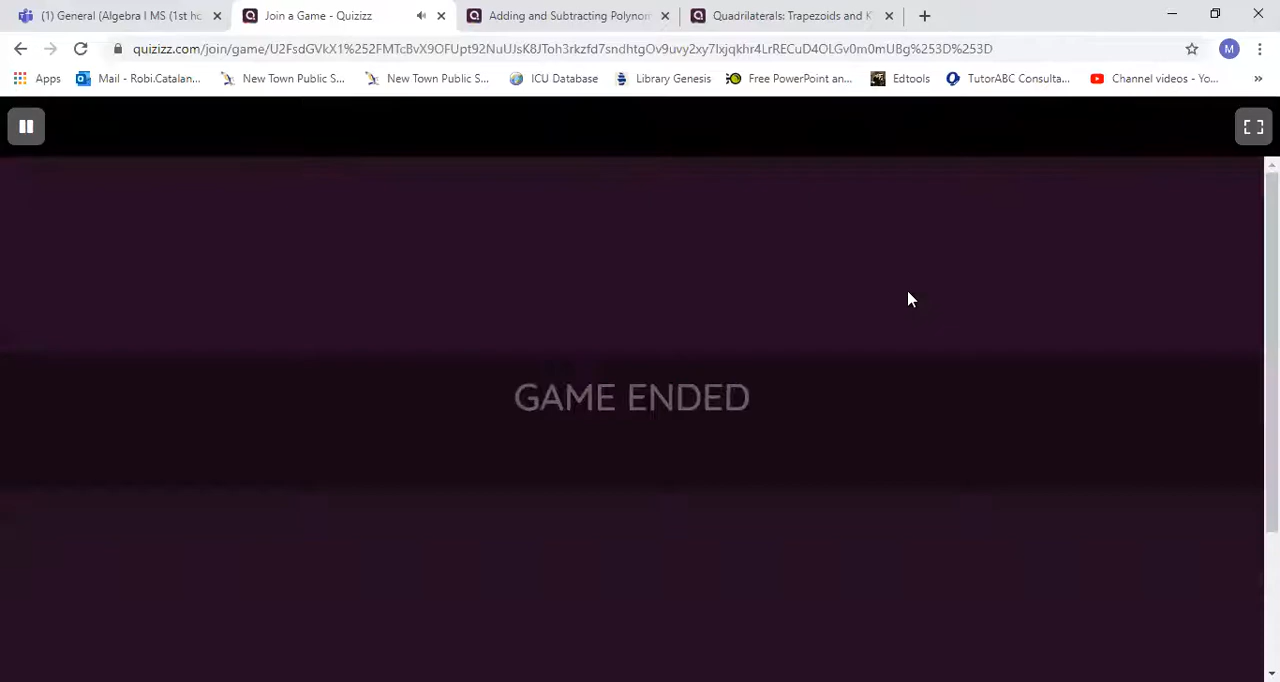 (1) General (Algebra I MS (1st ho
Join a Game - Quizizz
Adding and Subtracting Polynom
Quadrilaterals: Trapezoids and K
quizizz.com/join/game/U2FsdGVkX1%252FMTcBvX9OFUpt92NuUJsK8JToh3rkzfd7sndhtgOv9uvy2xy7lxjqkhr4LrRECuD4OLGv0m0mUBg%253D%253D
M
Apps
Mail - Robi.Catalan...
New Town Public S...
New Town Public S...
ICU Database
Library Genesis
Free PowerPoint an...
Edtools
TutorABC Consulta...
Channel videos - Yo...
»
GAME ENDED